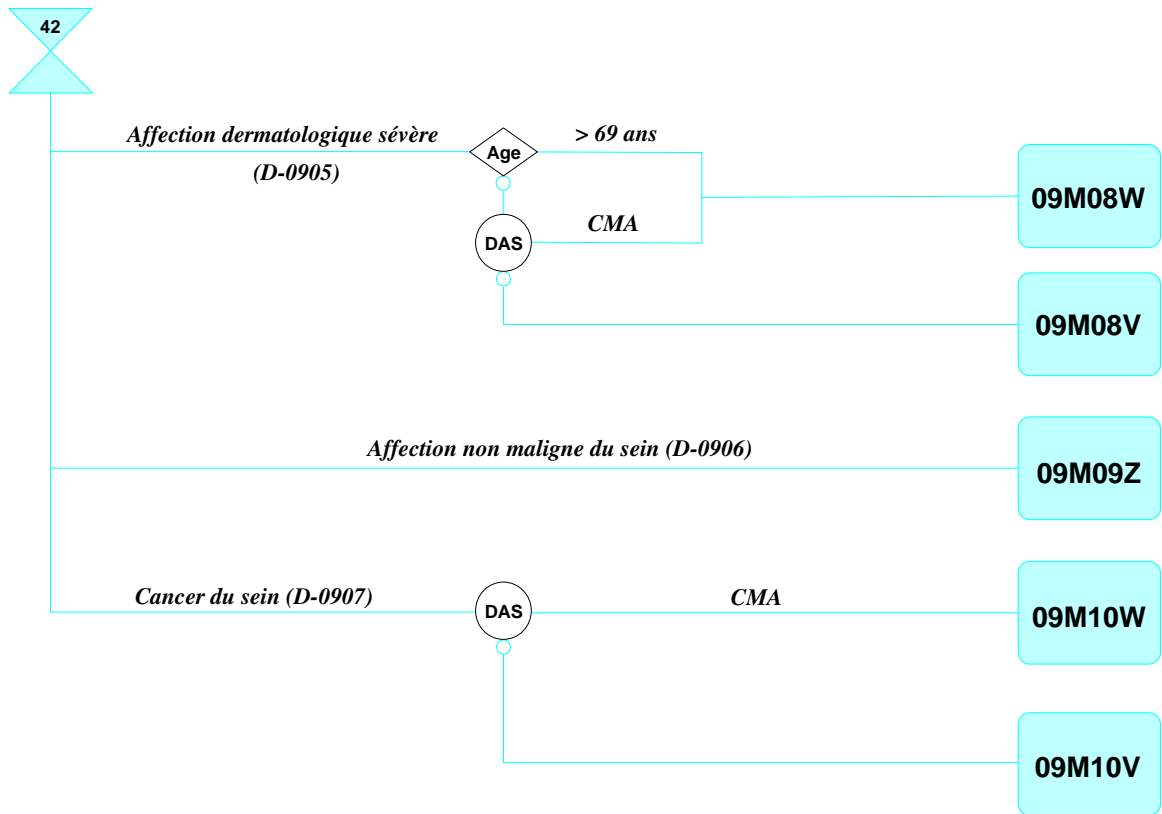 42
Affection dermatologique sévère
(D-0905)
Age
> 69 ans
09M08W
DAS
CMA
09M08V
Affection non maligne du sein (D-0906)
09M09Z
Cancer du sein (D-0907)
DAS
CMA
09M10W
09M10V